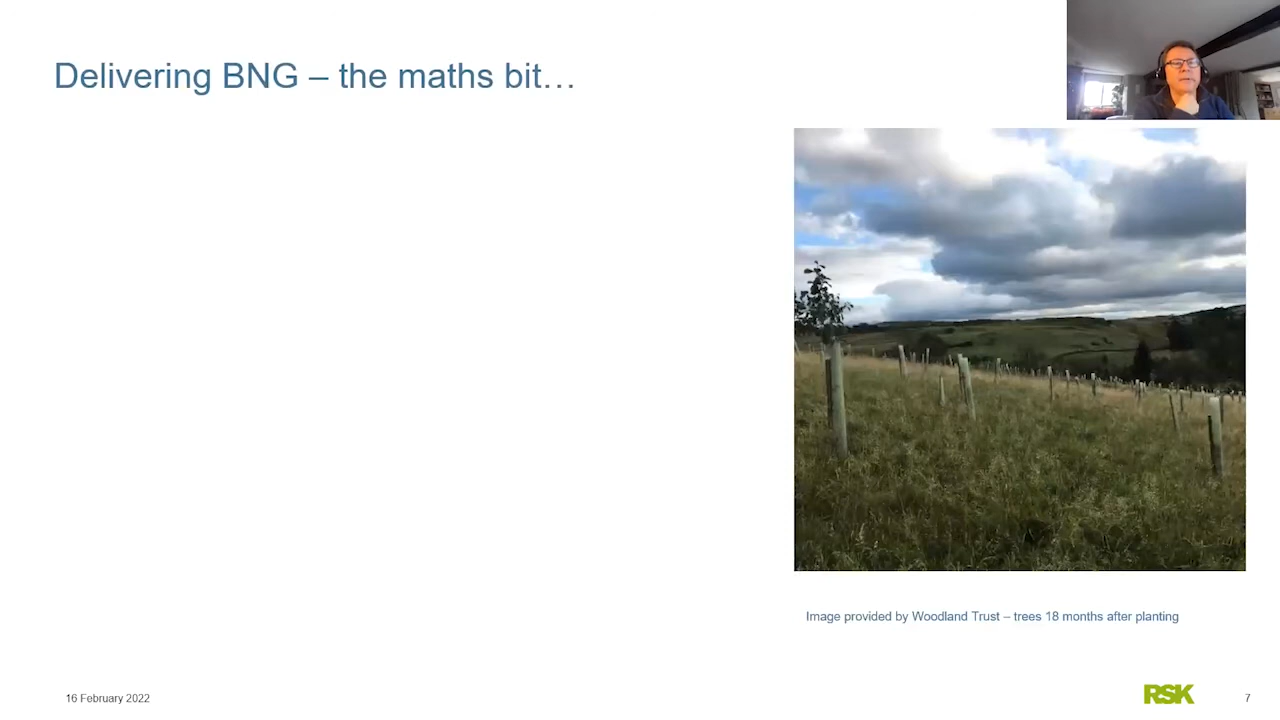 Delivering BNG – the maths bit…
Image provided by Woodland Trust – trees 18 months after planting
16 February 2022
RSK
7